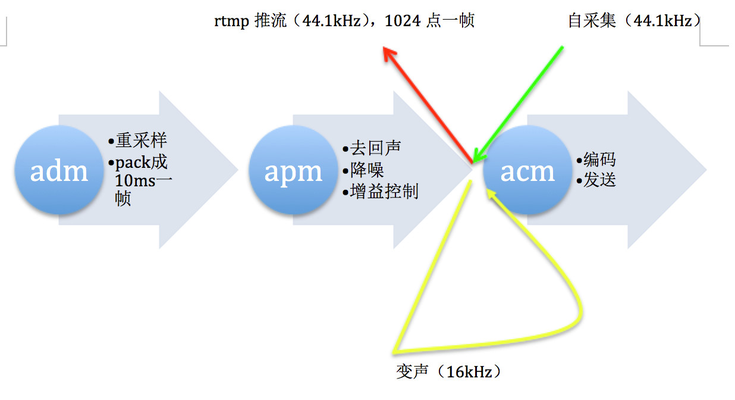 rtmp 推流（44.1kHz），1024 点一帧
自采集（44.1kHz）
adm
•重采样
•pack成
10ms一
帧
apm
•去回声
•降噪
•增益控制
acm
•编码
•发送
变声（16kHz）